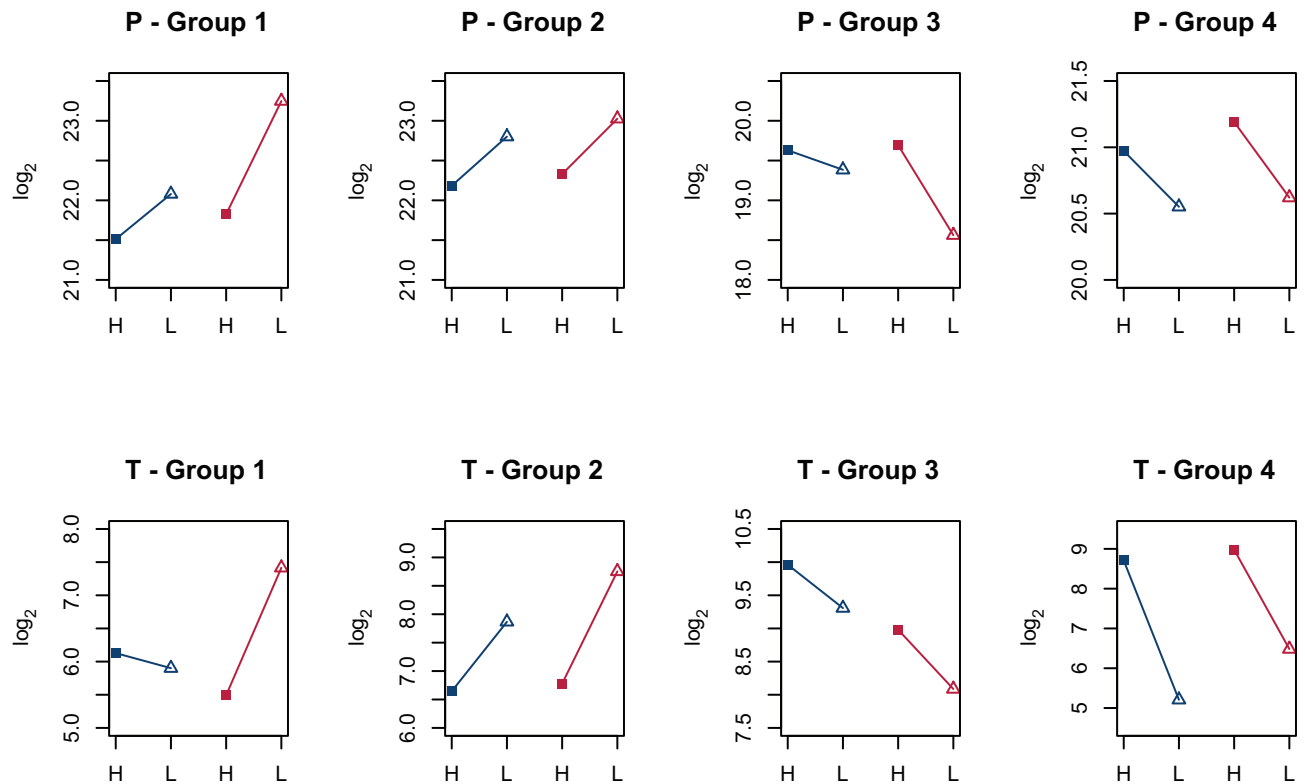 P - Group 1
P - Group 2
P - Group 3
P - Group 4
log2
21.0 22.0 23.0
H L H L
log2
21.0 22.0 23.0
H L H L
log2
18.0 19.0 20.0
H L H L
log2
20.0 20.5 21.0 21.5
H L H L
T - Group 1
T - Group 2
T - Group 3
T - Group 4
log2
5.0 6.0 7.0 8.0
H L H L
log2
6.0 7.0 8.0 9.0
H L H L
log2
7.5 8.5 9.5 10.5
H L H L
log2
5 6 7 8 9
H L H L